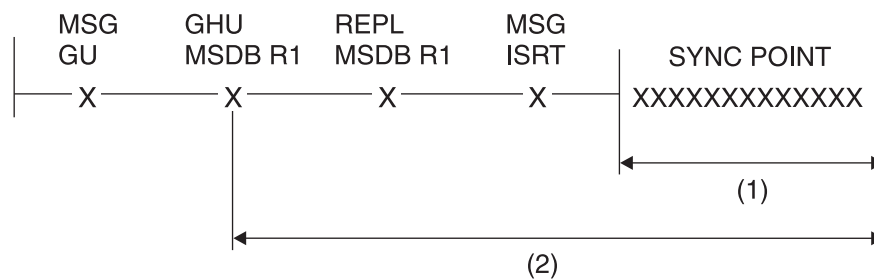 MSG GHU REPL MSG
GU MSDB R1 MSDB R1 ISRT SYNC POINT
X X X X XXXXXXXXXXXXX
(1)
(2)